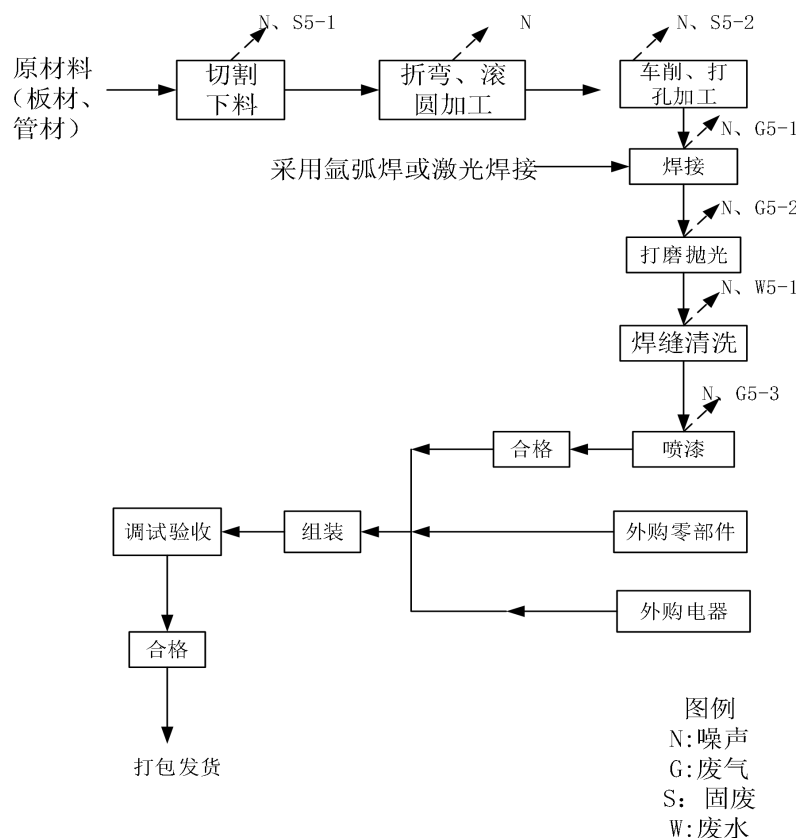 N、S5-1
N
N、S5-2
原材料
（板材、
管材）
切割
下料
折弯、滚
圆加工
车削、打
孔加工
N、G5-1
采用氩弧焊或激光焊接
焊接
N、G5-2
打磨抛光
N、W5-1
焊缝清洗
N、G5-3
合格
喷漆
调试验收
组装
外购零部件
外购电器
合格
打包发货
图例
N:噪声
G:废气
S：固废
W:废水